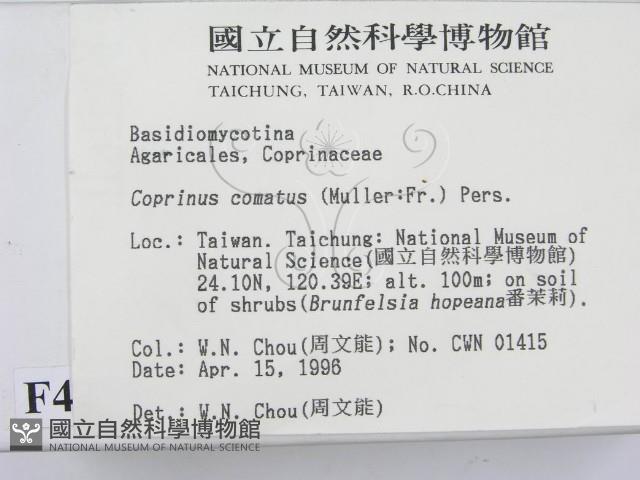 國立自然科學博物館
NATIONAL MUSEUM OF NATURAL SCIENCE
TAICHUNG, TAIWAN, R.O.CHINA
Basidiomycotina
Agaricales, Coprinaceae
Coprinus comatus (Muller:Fr.) Pers.
Loc.: Taiwan. Taichung: National Museum of
Natural Science(國立自然科學博物館)
24.10N, 120.39E; alt. 100m; on soil
of shrubs(Brunfelsia hopeana番茉莉).
Col.: W.N. Chou(周文能); No. CWN 01415
Date: Apr. 15, 1996
Det.: W.N. Chou(周文能)
F4
國立自然科學博物館
NATIONAL MUSEUM OF NATURAL SCIENCE